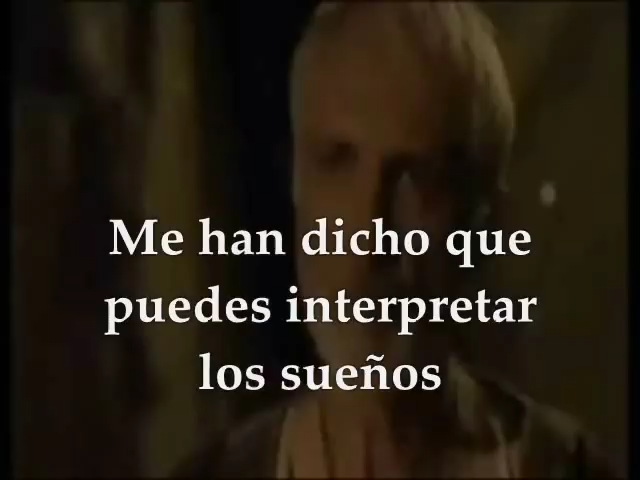 Me han dicho que
puedes interpretar
los sueños